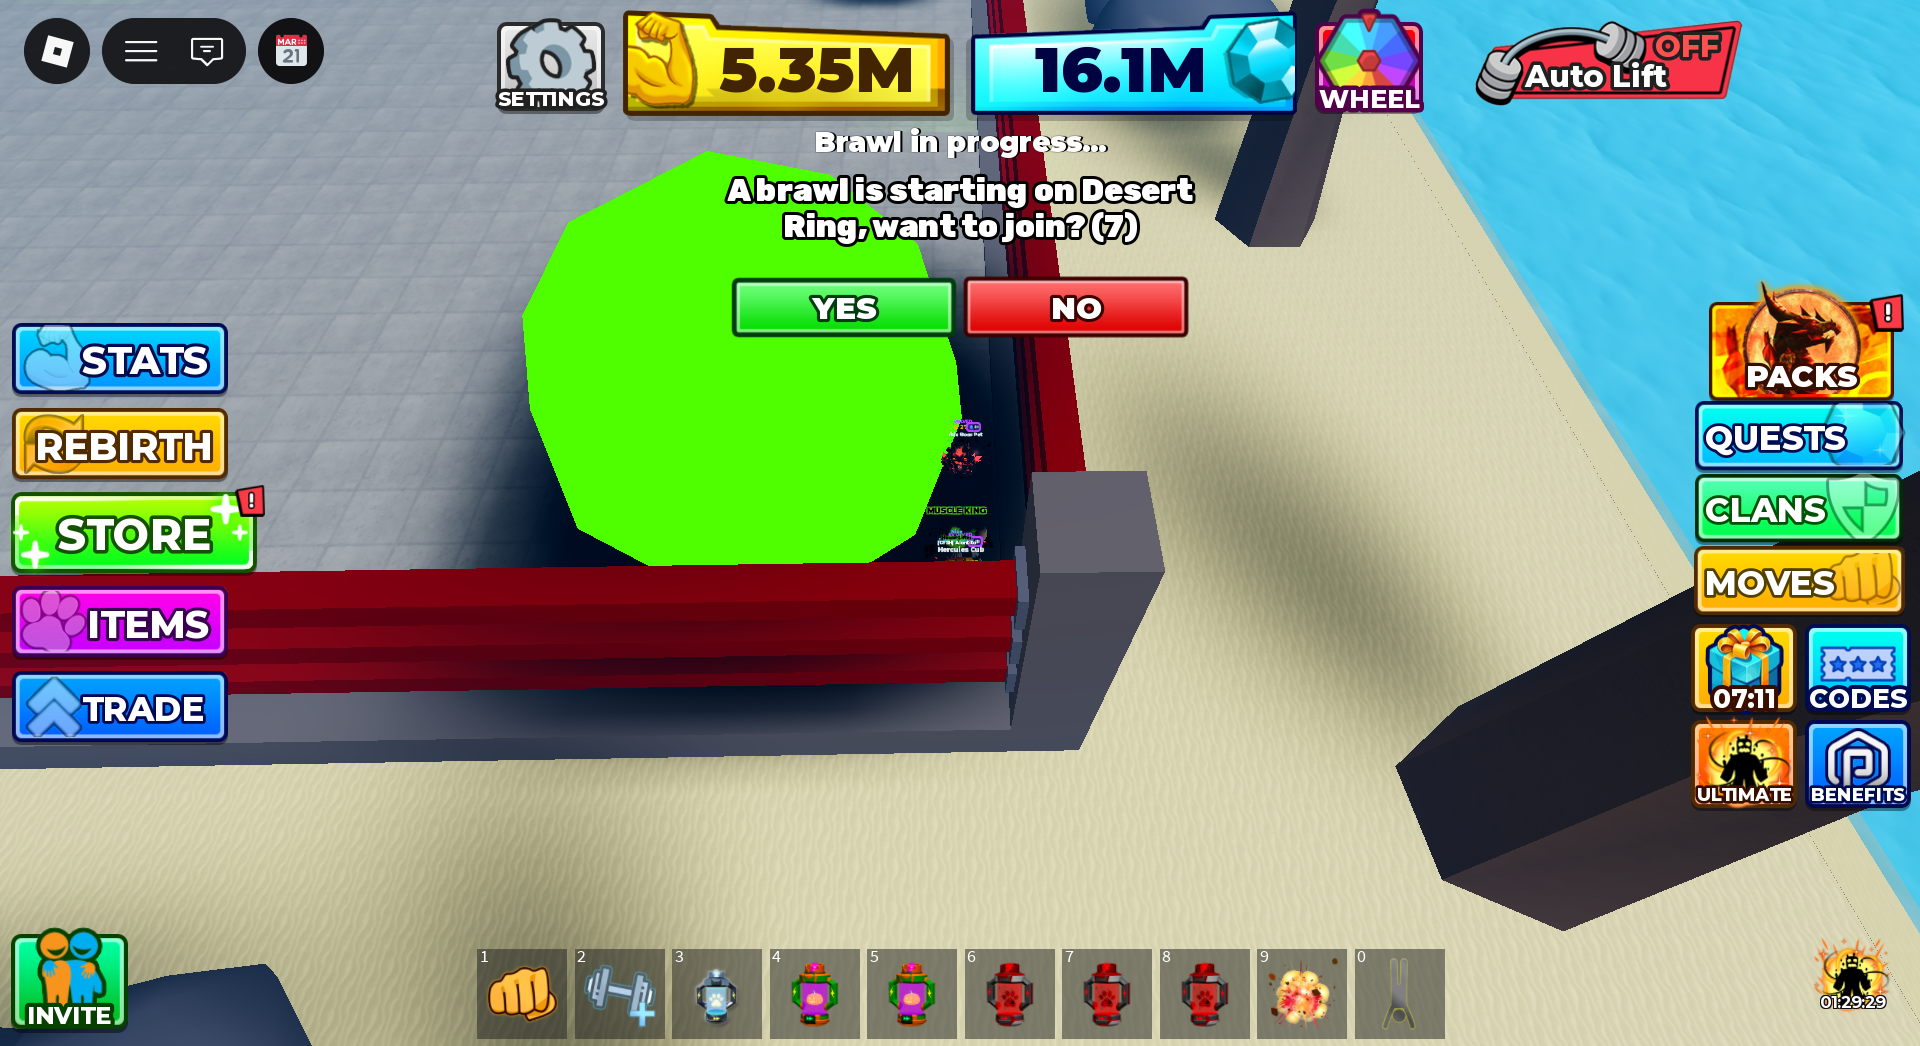 MAR
21
SETTINGS
5.35M
16.1M
WHEEL
OFF
Auto Lift
Brawl in progress...
A brawl is starting on Desert
Ring, want to join? (7)
YES
NO
STATS
REBIRTH
STORE
!
ITEMS
TRADE
INVITE
MUSCLE KING
Hercules Cub
!
PACKS
QUESTS
CLANS
MOVES
07:11
CODES
ULTIMATE
BENEFITS
1
2
3
4
5
6
7
8
9
0
01:29:29